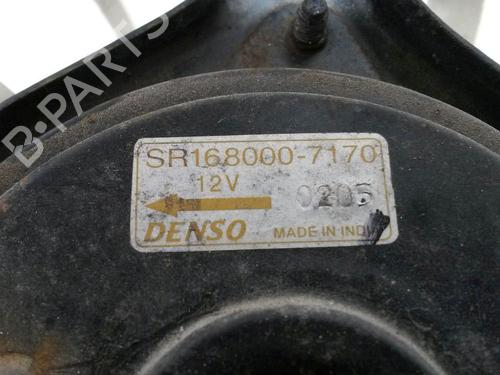 B-PARTS
SR168000-7170
12V 0205
DENSO MADE IN INDIA